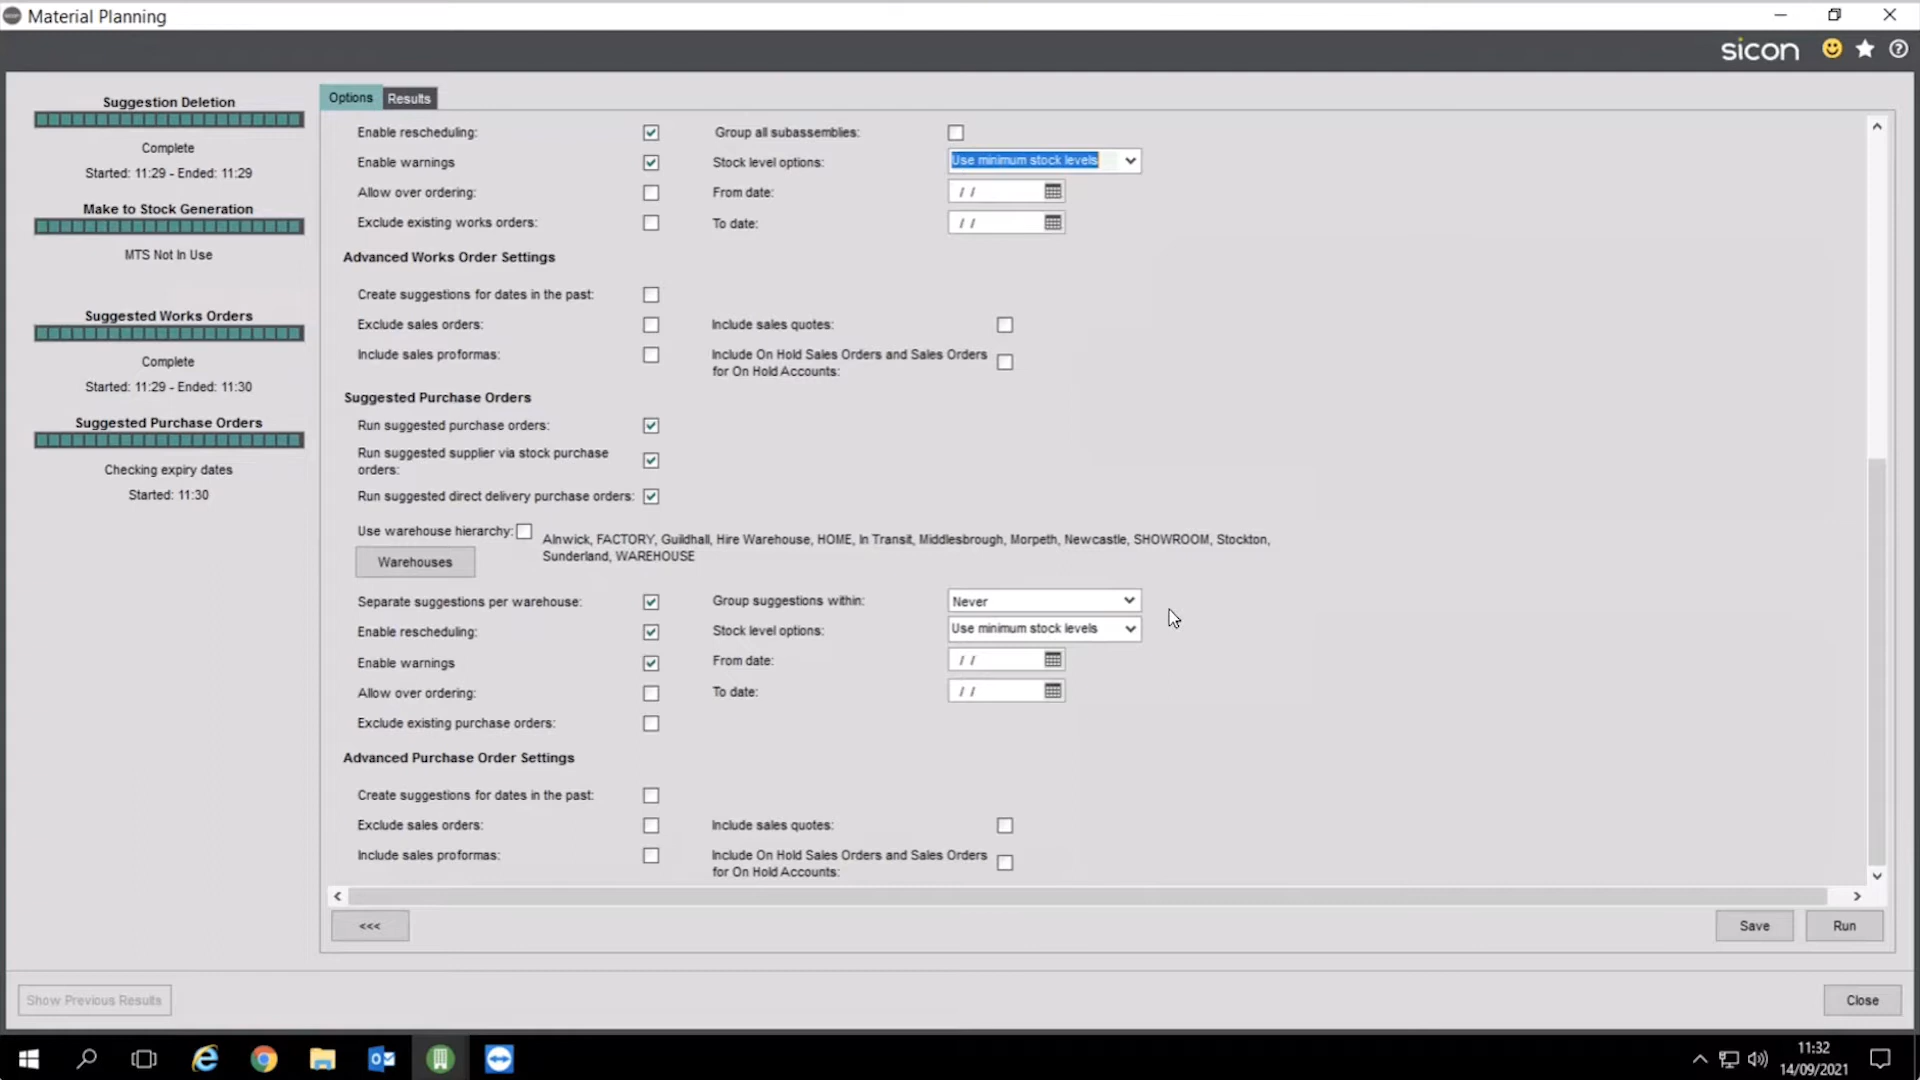 Material Planning
sicon
Suggestion Deletion
Complete
Started: 11:29 - Ended: 11:29
Make to Stock Generation
MTS Not In Use
Suggested Works Orders
Complete
Started: 11:29 - Ended: 11:30
Suggested Purchase Orders
Checking expiry dates
Started: 11:30
Options Results
Enable rescheduling: Group all subassemblies:
Enable warnings Stock level options: Use minimum stock levels
Allow over ordering: From date: / /
Exclude existing works orders: To date: / /
Advanced Works Order Settings
Create suggestions for dates in the past:
Exclude sales orders: Include sales quotes:
Include sales proformas: Include On Hold Sales Orders and Sales Orders
for On Hold Accounts:
Suggested Purchase Orders
Run suggested purchase orders:
Run suggested supplier via stock purchase
orders:
Run suggested direct delivery purchase orders:
Use warehouse hierarchy:
Alnwick, FACTORY, Guildhall, Hire Warehouse, HOME, In Transit, Middlesbrough, Morpeth, Newcastle, SHOWROOM, Stockton,
Sunderland, WAREHOUSE
Warehouses
Separate suggestions per warehouse: Group suggestions within: Never
Enable rescheduling: Stock level options: Use minimum stock levels
Enable warnings From date: / /
Allow over ordering: To date: / /
Exclude existing purchase orders:
Advanced Purchase Order Settings
Create suggestions for dates in the past:
Exclude sales orders: Include sales quotes:
Include sales proformas: Include On Hold Sales Orders and Sales Orders
for On Hold Accounts:
<<< Save Run
Show Previous Results Close
11:32
14/09/2021